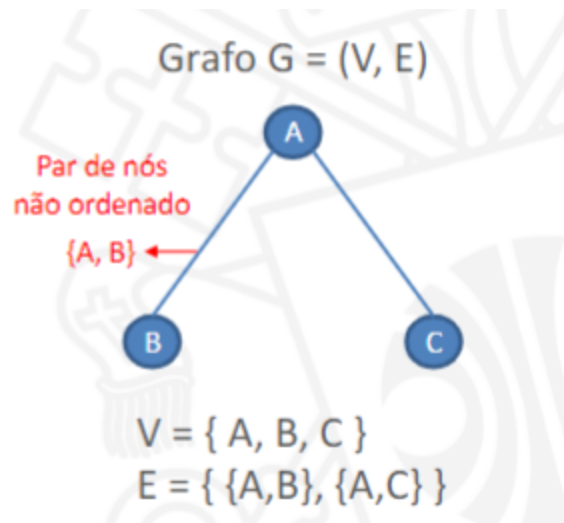 Grafo G = (V, E)
A
Par de nós
não ordenado
{A, B}
B
C
V = { A, B, C }
E = { {A,B}, {A,C} }